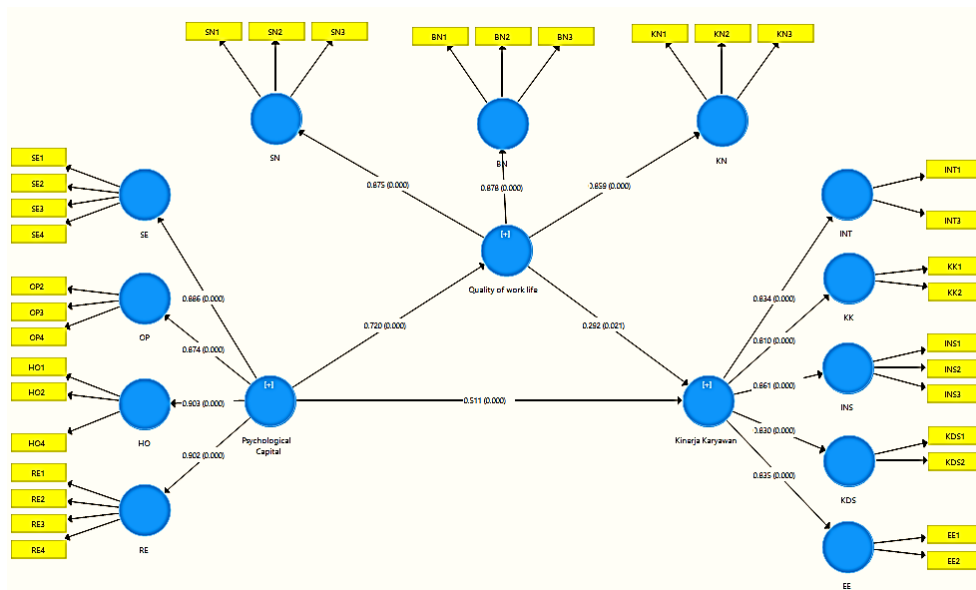 SN1
SN2
SN3
BN1
BN2
BN3
KN1
KN2
KN3
SN
BN
KN
0.875 (0.000)
0.878 (0.000)
0.859 (0.000)
SE1
SE2
SE3
SE4
SE
INT1
INT3
INT
[+]
Quality of work life
OP2
OP3
OP4
OP
KK1
KK2
KK
0.886 (0.000)
0.874 (0.000)
0.720 (0.000)
(0.021)
0.834 (0.000)
0.810 (0.000)
HO1
HO2
HO4
HO
0.903 (0.000)
[+]
Psychological
Capital
0.511 (0.000)
[+]
Kinerja Karyawan
0.861 (0.000)
INS1
INS2
INS3
INS
0.902 (0.000)
0.830 (0.000)
KDS1
KDS2
KDS
RE1
RE2
RE3
RE4
RE
0.835 (0.000)
EE1
EE2
EE